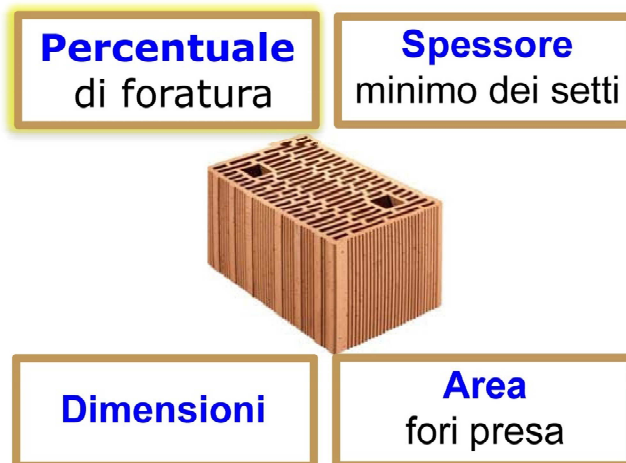 Percentuale
di foratura
Spessore
minimo dei setti
Dimensioni
Area
fori presa